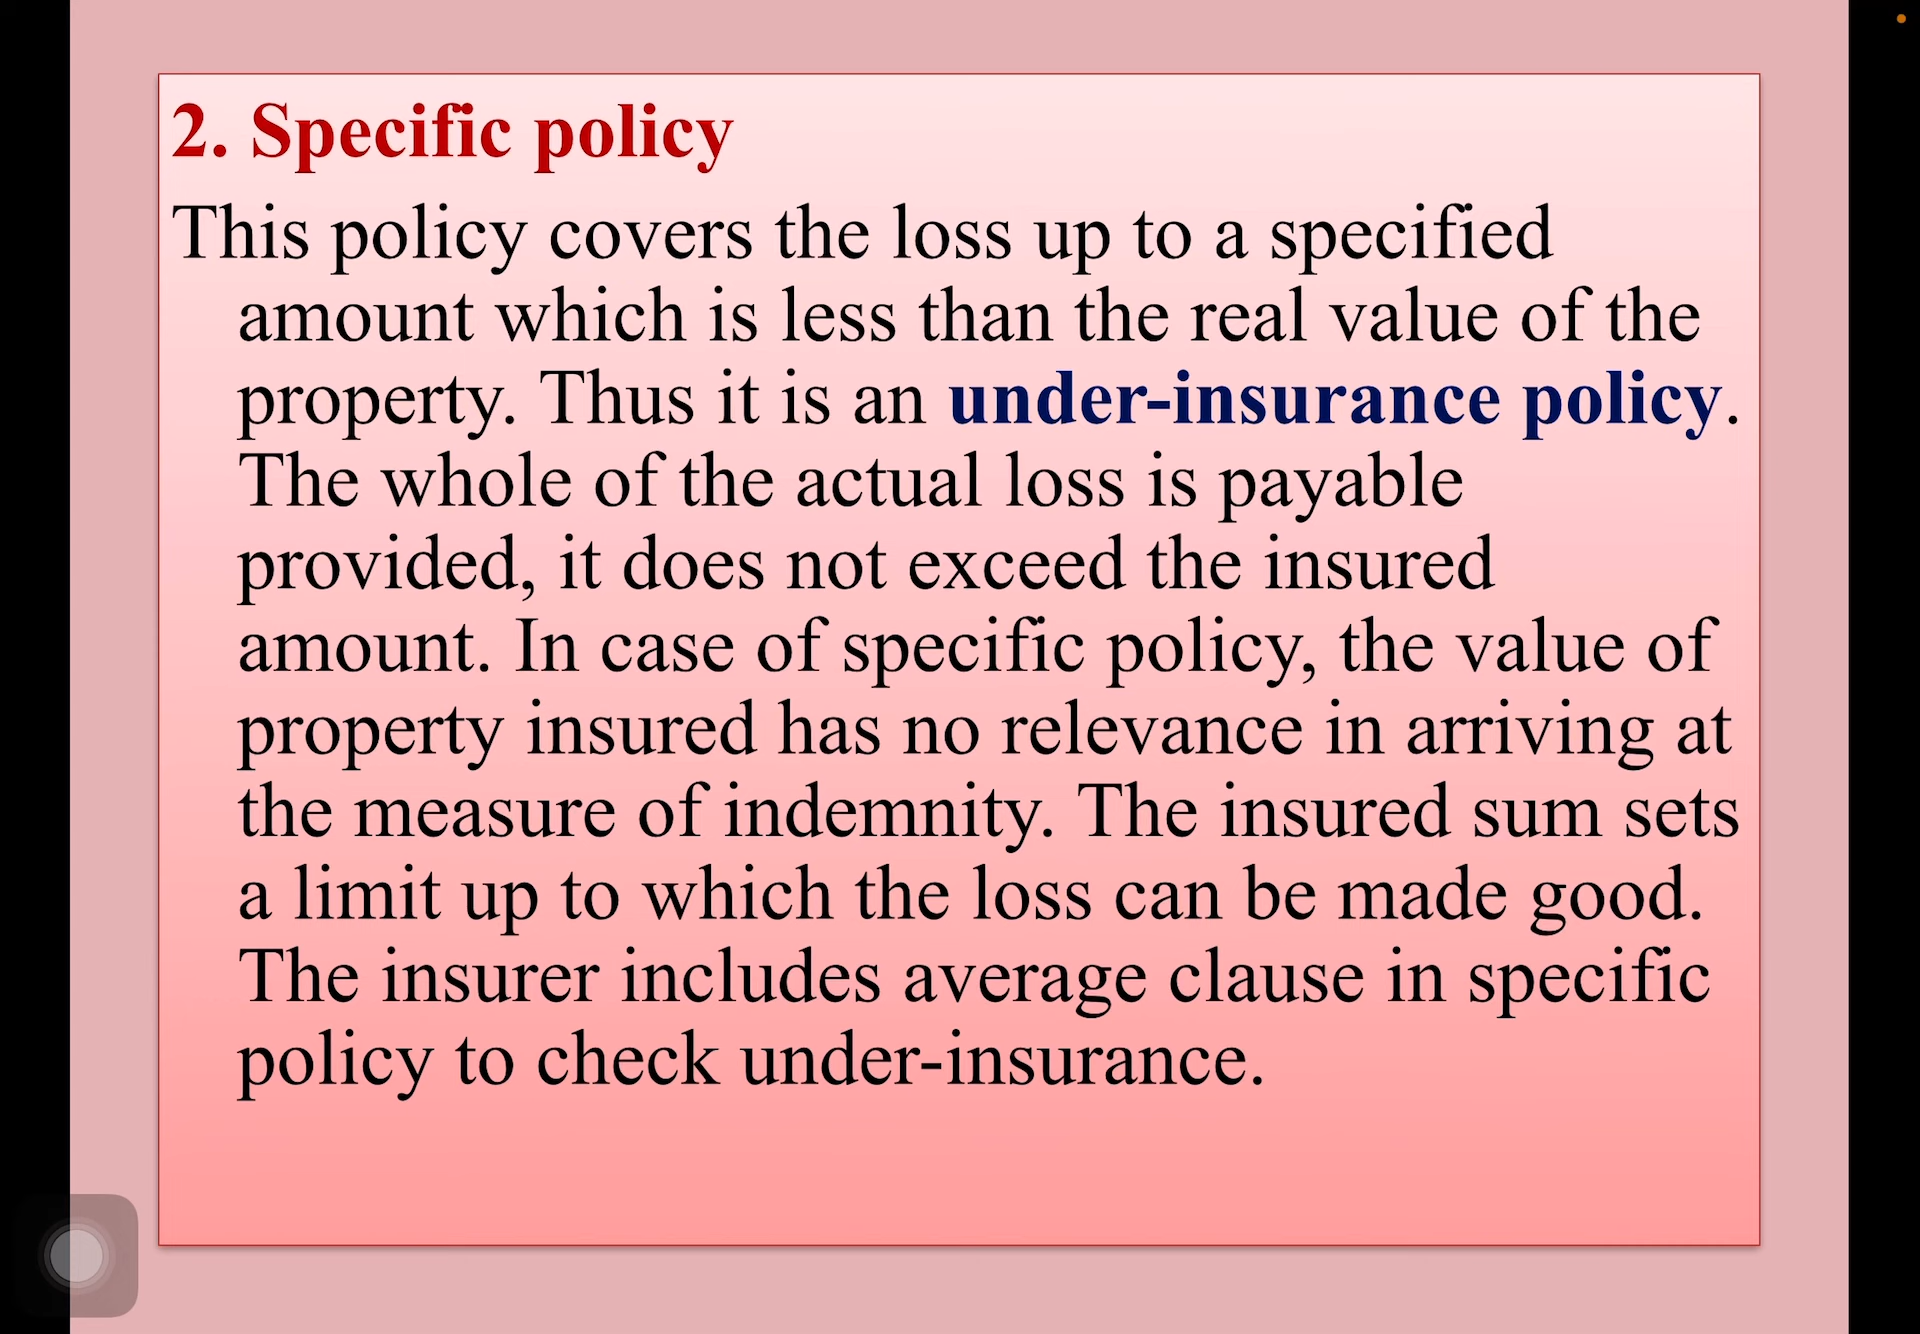 2. Specific policy
This policy covers the loss up to a specified
amount which is less than the real value of the
property. Thus it is an under-insurance policy.
The whole of the actual loss is payable
provided, it does not exceed the insured
amount. In case of specific policy, the value of
property insured has no relevance in arriving at
the measure of indemnity. The insured sum sets
a limit up to which the loss can be made good.
The insurer includes average clause in specific
policy to check under-insurance.